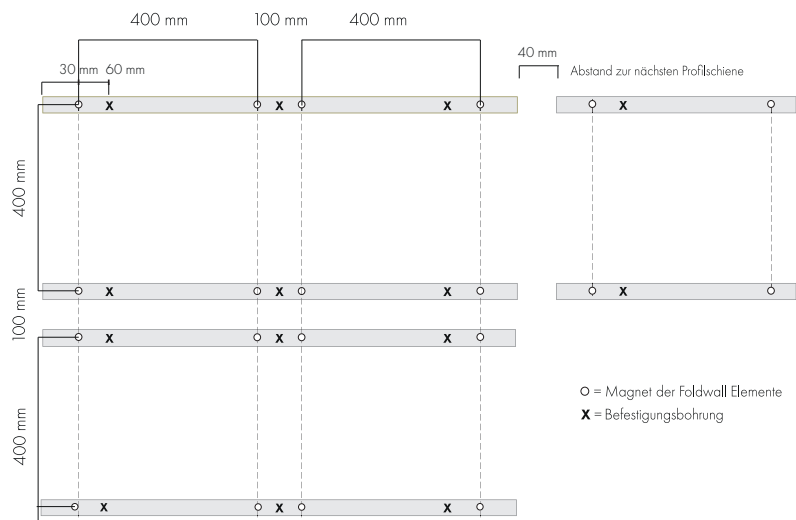 400 mm
100 mm
400 mm
40 mm
30 mm 60 mm
Abstand zur nächsten Profilschiene
X X X X
400 mm
X X X X
100 mm
X X X
400 mm
O = Magnet der Foldwall Elemente
X = Befestigungsbohrung
X X X